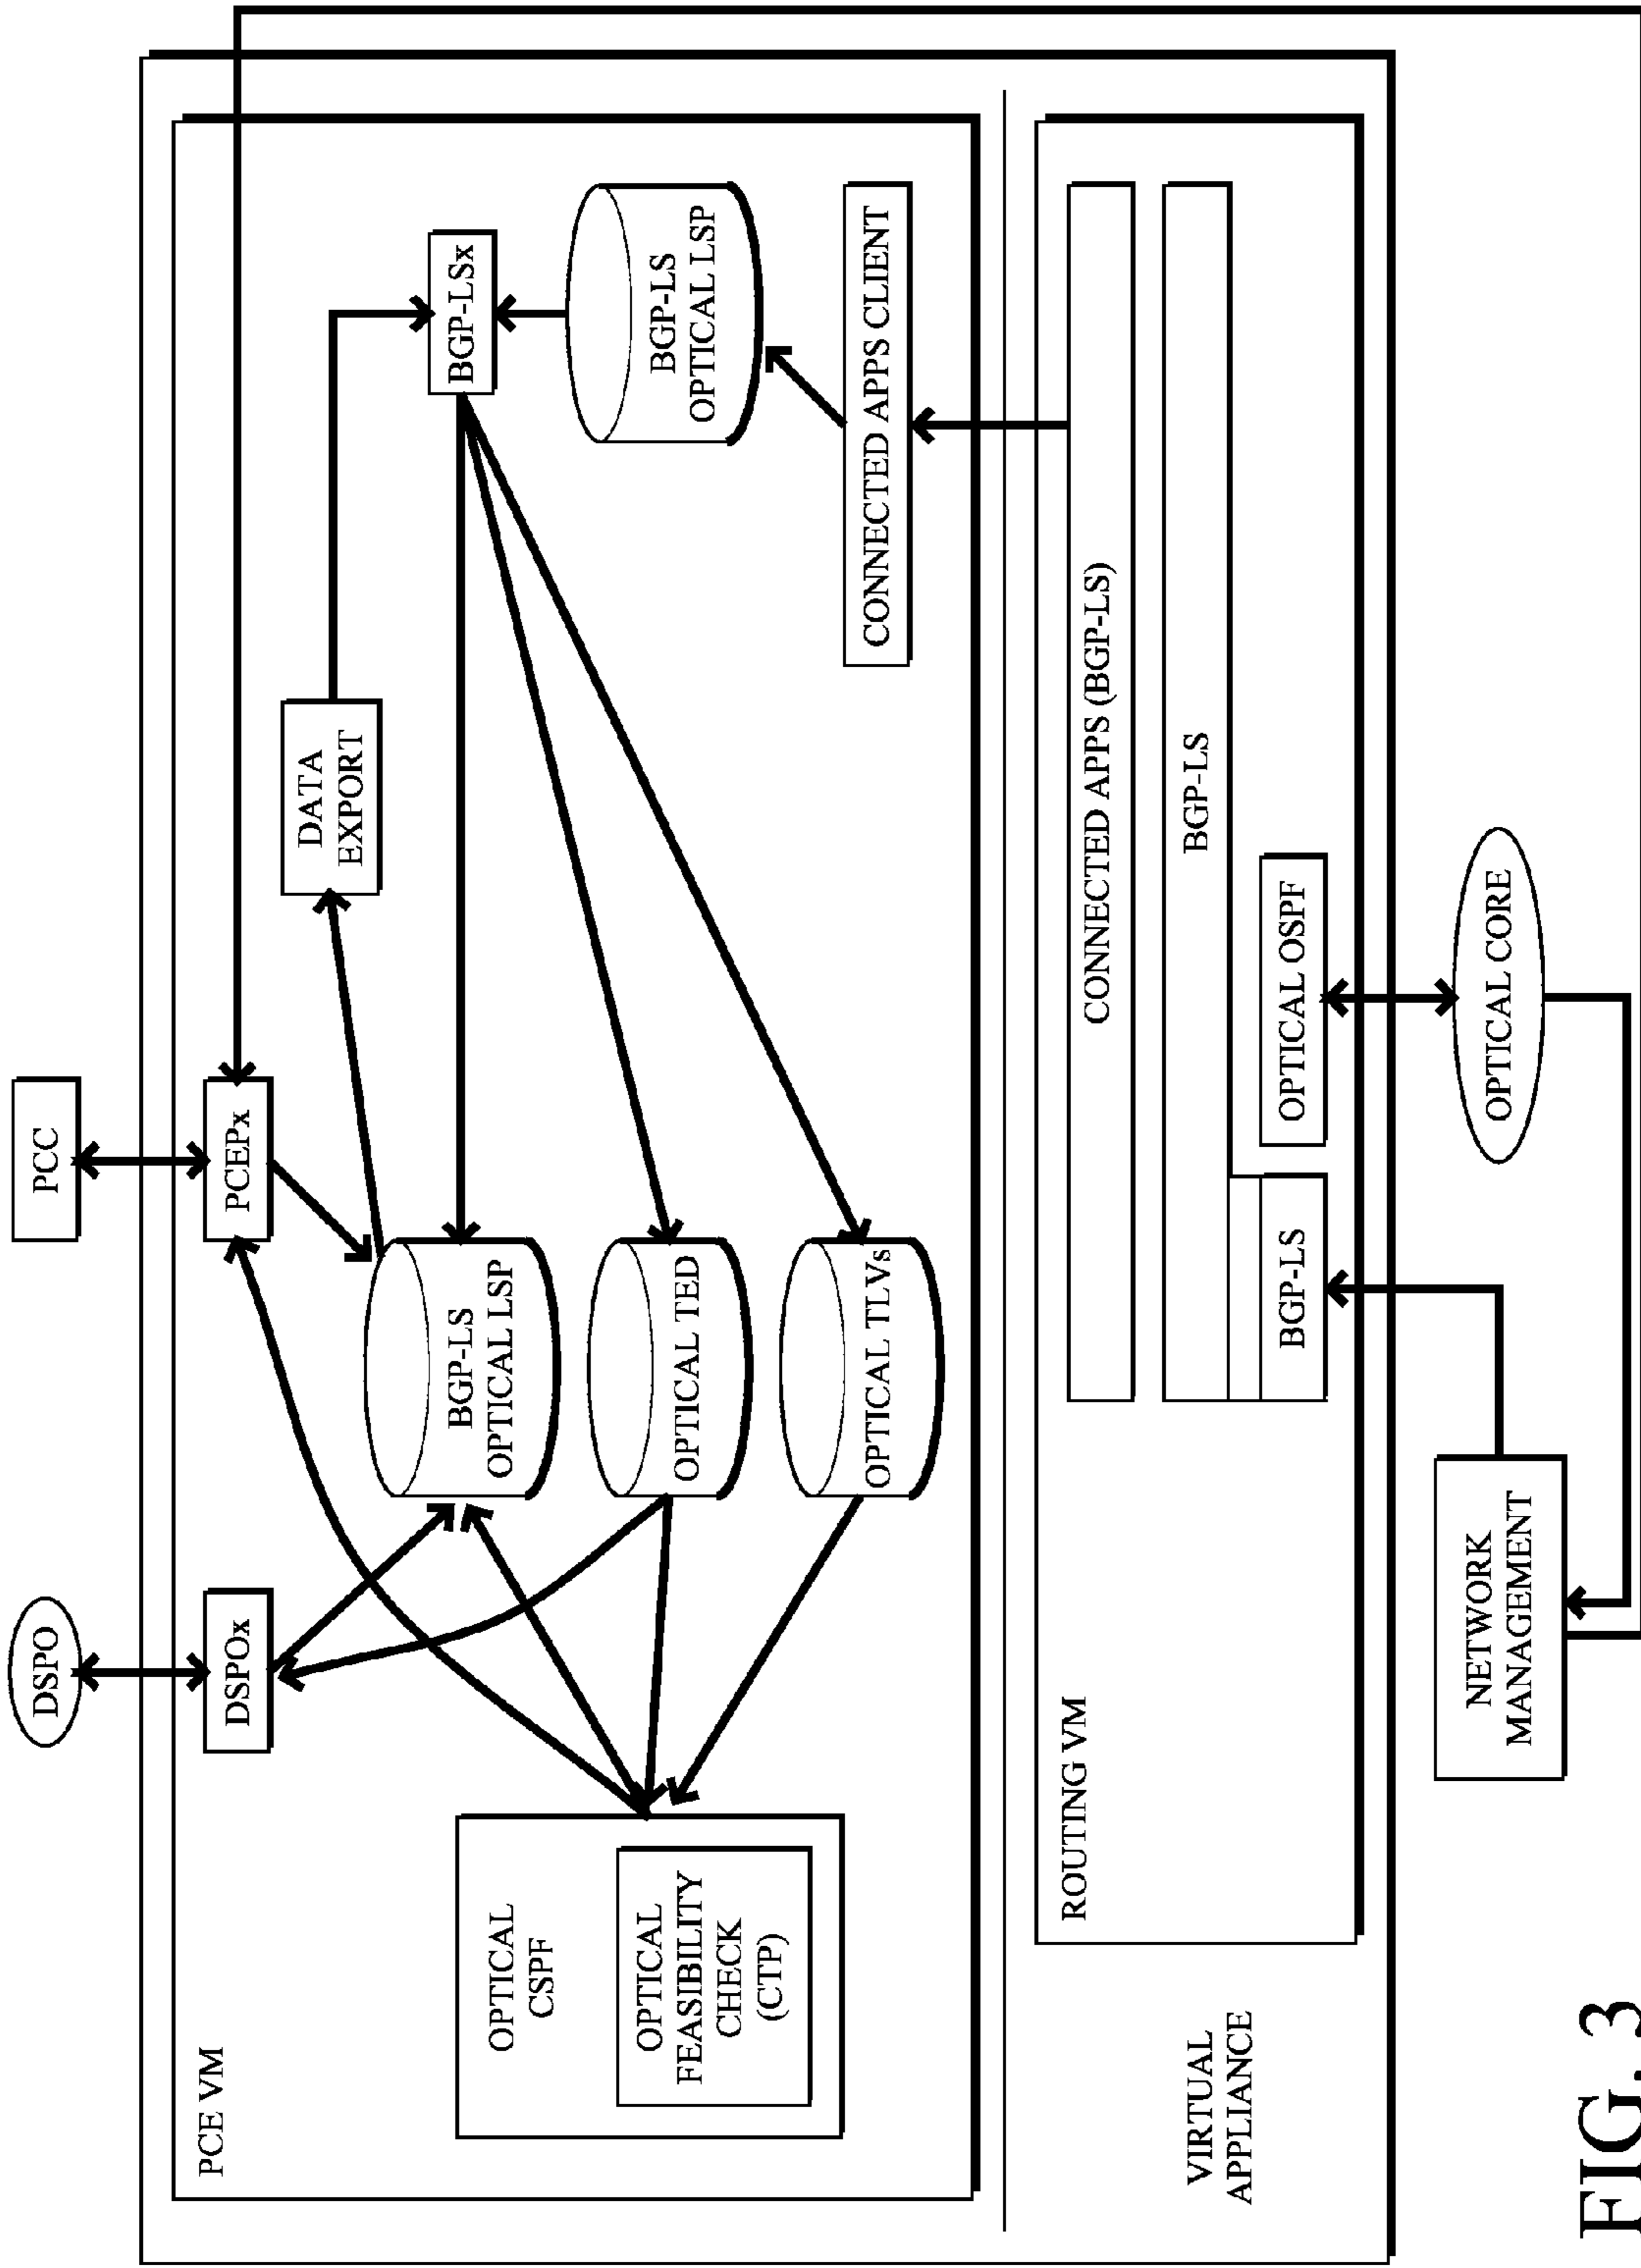 DSPO
PCC
PCE VM
DSPOx
PCEPx
DATA
EXPORT
BGP-LSx
OPTICAL
CSPF
OPTICAL
FEASIBILITY
CHECK
(CTP)
BGP-LS
OPTICAL LSP
OPTICAL TED
OPTICAL TLVs
BGP-LS
OPTICAL LSP
CONNECTED APPS CLIENT
ROUTING VM
CONNECTED APPS (BGP-LS)
BGP-LS
BGP-LS
OPTICAL OSPF
VIRTUAL
APPLIANCE
NETWORK
MANAGEMENT
OPTICAL CORE
FIG. 3